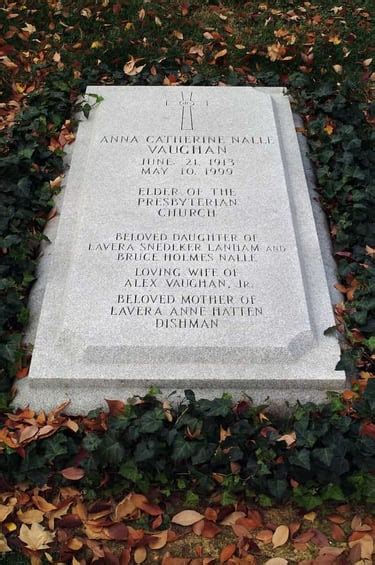 ANNA CATHERINE NALLE
VAUGHAN
JUNE 21, 1913
MAY 10, 1999
ELDER OF THE
PRESBYTERIAN
CHURCH
BELOVED DAUGHTER OF
LAVERA SNEDEKER LANHAM AND
BRUCE HOLMES NALLE
LOVING WIFE OF
ALEX VAUGHAN, JR.
BELOVED MOTHER OF
LAVERA ANNE HATTEN
DISHMAN